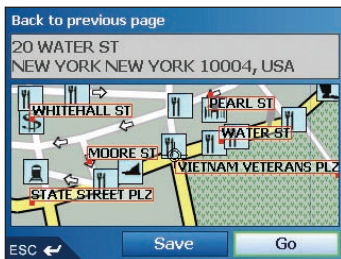 Back to previous page
20 WATER ST
NEW YORK NEW YORK 10004, USA
WHITEHALL ST
PEARL ST
WATER ST
MOORE ST
VIETNAM VETERANS PLZ
STATE STREET PLZ
ESC
Save
Go